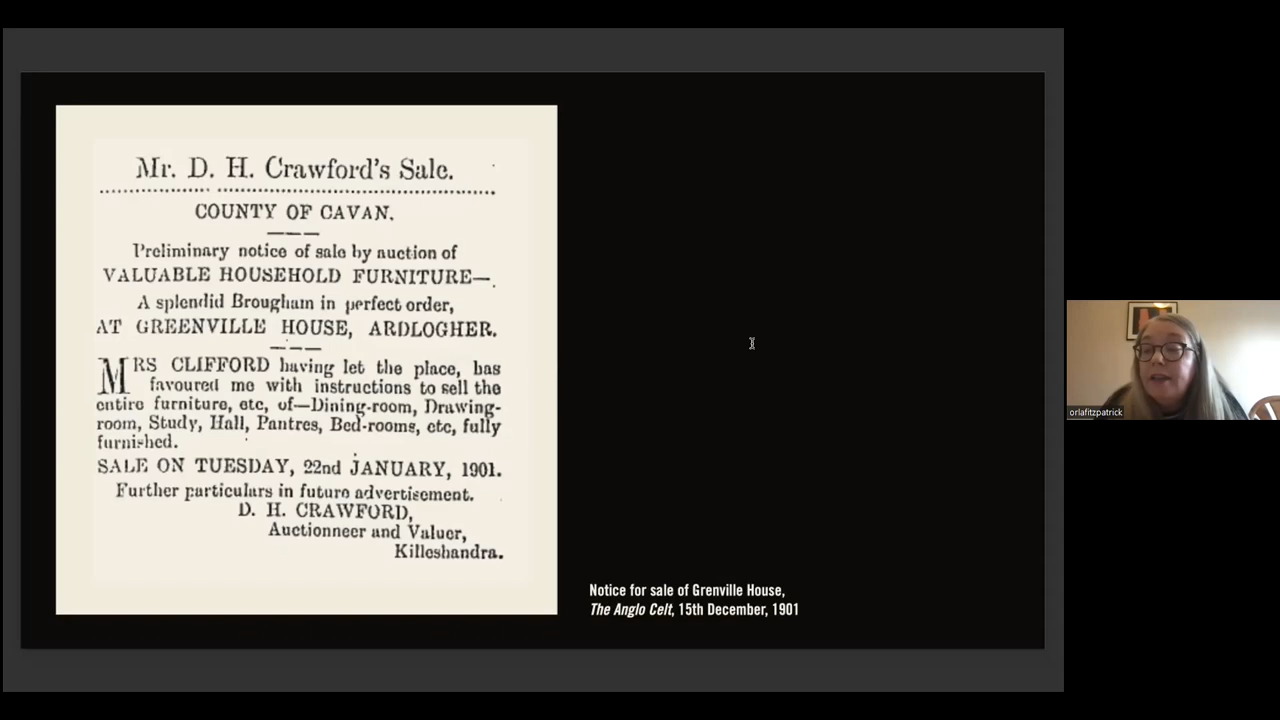 Mr. D. H. Crawford's Sale.
COUNTY OF CAVAN.
Preliminary notice of sale by auction of
VALUABLE HOUSEHOLD FURNITURE—
A splendid Brougham in perfect order,
AT GREENVILLE HOUSE, ARDLOGHER.
MRS CLIFFORD having let the place, has
favoured me with instructions to sell the
entire furniture, etc, of—Dining-room, Drawing-
room, Study, Hall, Pantres, Bed-rooms, etc, fully
furnished.
SALE ON TUESDAY, 22nd JANUARY, 1901.
Further particulars in future advertisement.
D. H. CRAWFORD,
Auctionneer and Valuer,
Killeshandra.
Notice for sale of Grenville House,
The Anglo Celt, 15th December, 1901
orlafitzpatrick